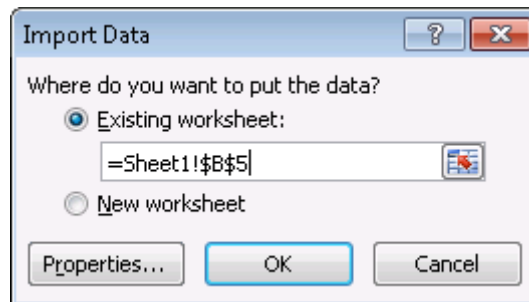 Import Data
?
Where do you want to put the data?
Existing worksheet:
=Sheet1!$B$5
New worksheet
Properties... OK Cancel